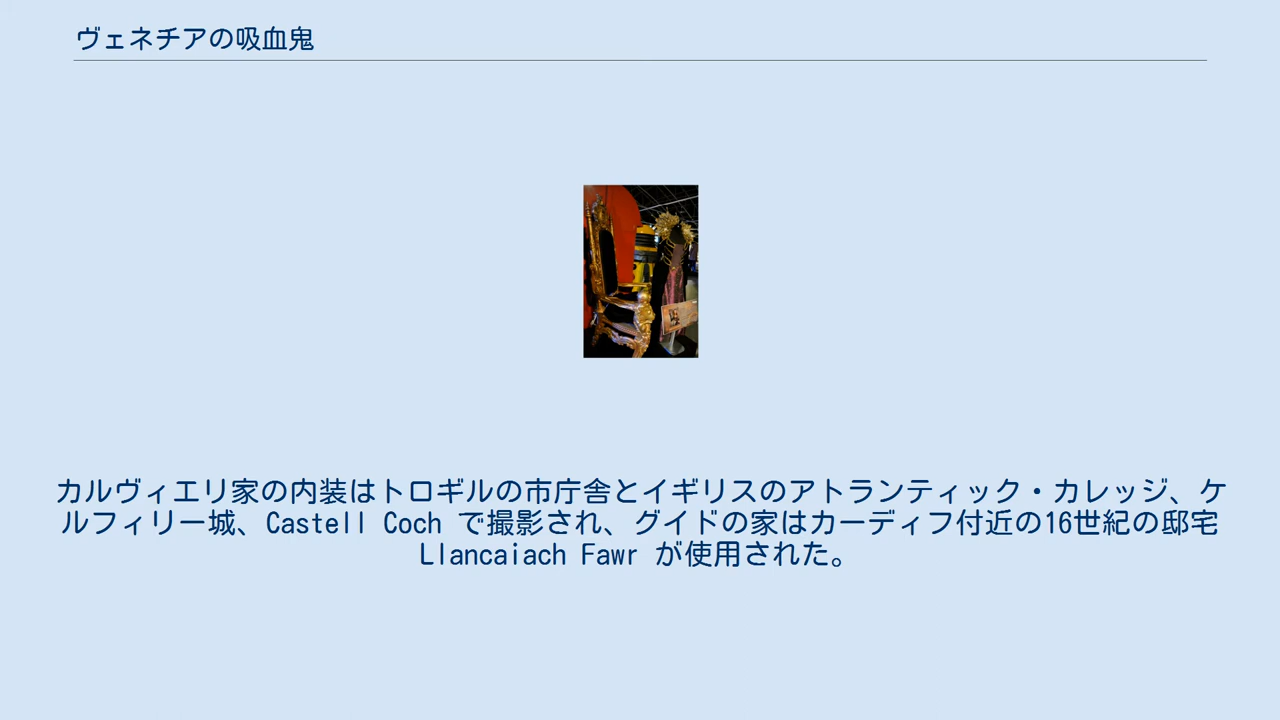 ヴェネチアの吸血鬼
カルヴィエリ家の内装はトロギルの市庁舎とイギリスのアトランティック・カレッジ、ケ
ルフィリー城、Castell Coch で撮影され、グイドの家はカーディフ付近の16世紀の邸宅
Llancaiach Fawr が使用された。